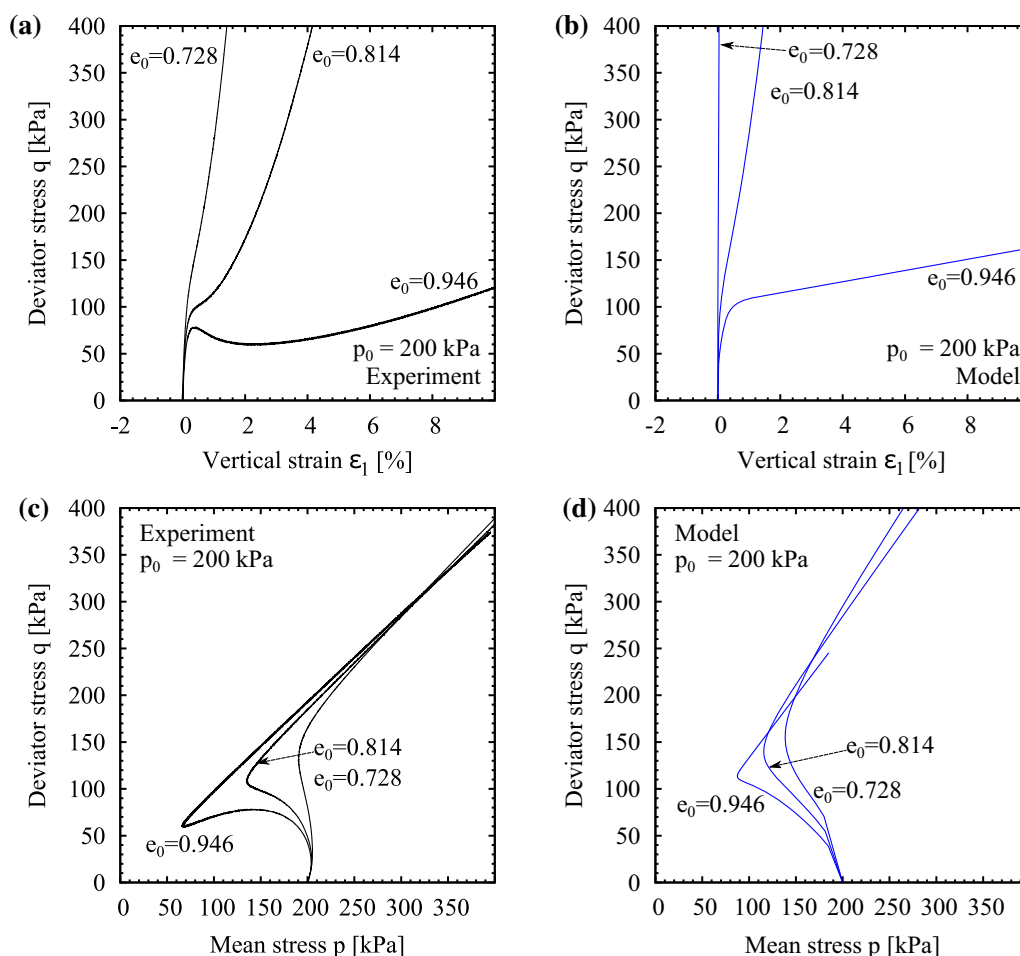 (a)
400
350
300
250
200
150
100
50
0
-2 0 2 4 6 8
Deviator stress q [kPa]
Vertical strain ε1 [%]
e0=0.728
e0=0.814
e0=0.946
p0 = 200 kPa
Experiment
(b)
400
350
300
250
200
150
100
50
0
-2 0 2 4 6 8
Deviator stress q [kPa]
Vertical strain ε1 [%]
e0=0.728
e0=0.814
e0=0.946
p0 = 200 kPa
Model
(c)
400
350
300
250
200
150
100
50
0
0 50 100 150 200 250 300 350
Deviator stress q [kPa]
Mean stress p [kPa]
Experiment
p0 = 200 kPa
e0=0.814
e0=0.728
e0=0.946
(d)
400
350
300
250
200
150
100
50
0
0 50 100 150 200 250 300 350
Deviator stress q [kPa]
Mean stress p [kPa]
Model
p0 = 200 kPa
e0=0.814
e0=0.728
e0=0.946